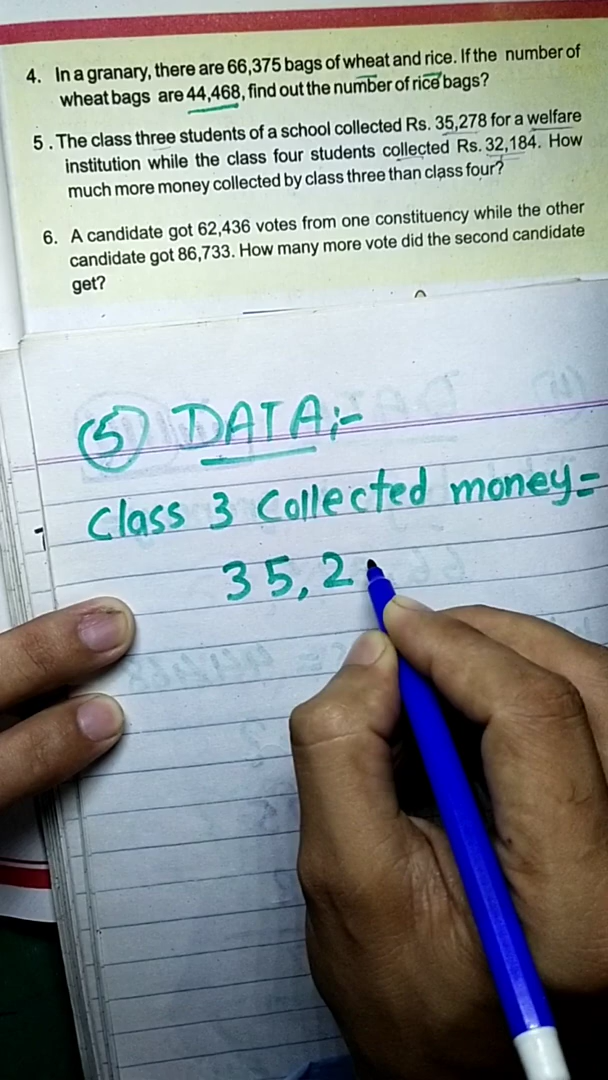 4. In a granary, there are 66,375 bags of wheat and rice. If the number of
wheat bags are 44,468, find out the number of rice bags?
5. The class three students of a school collected Rs. 35,278 for a welfare
institution while the class four students collected Rs. 32,184. How
much more money collected by class three than class four?
6. A candidate got 62,436 votes from one constituency while the other
candidate got 86,733. How many more vote did the second candidate
get?
(5) DATA:-
Class 3 Collected money=
35,2